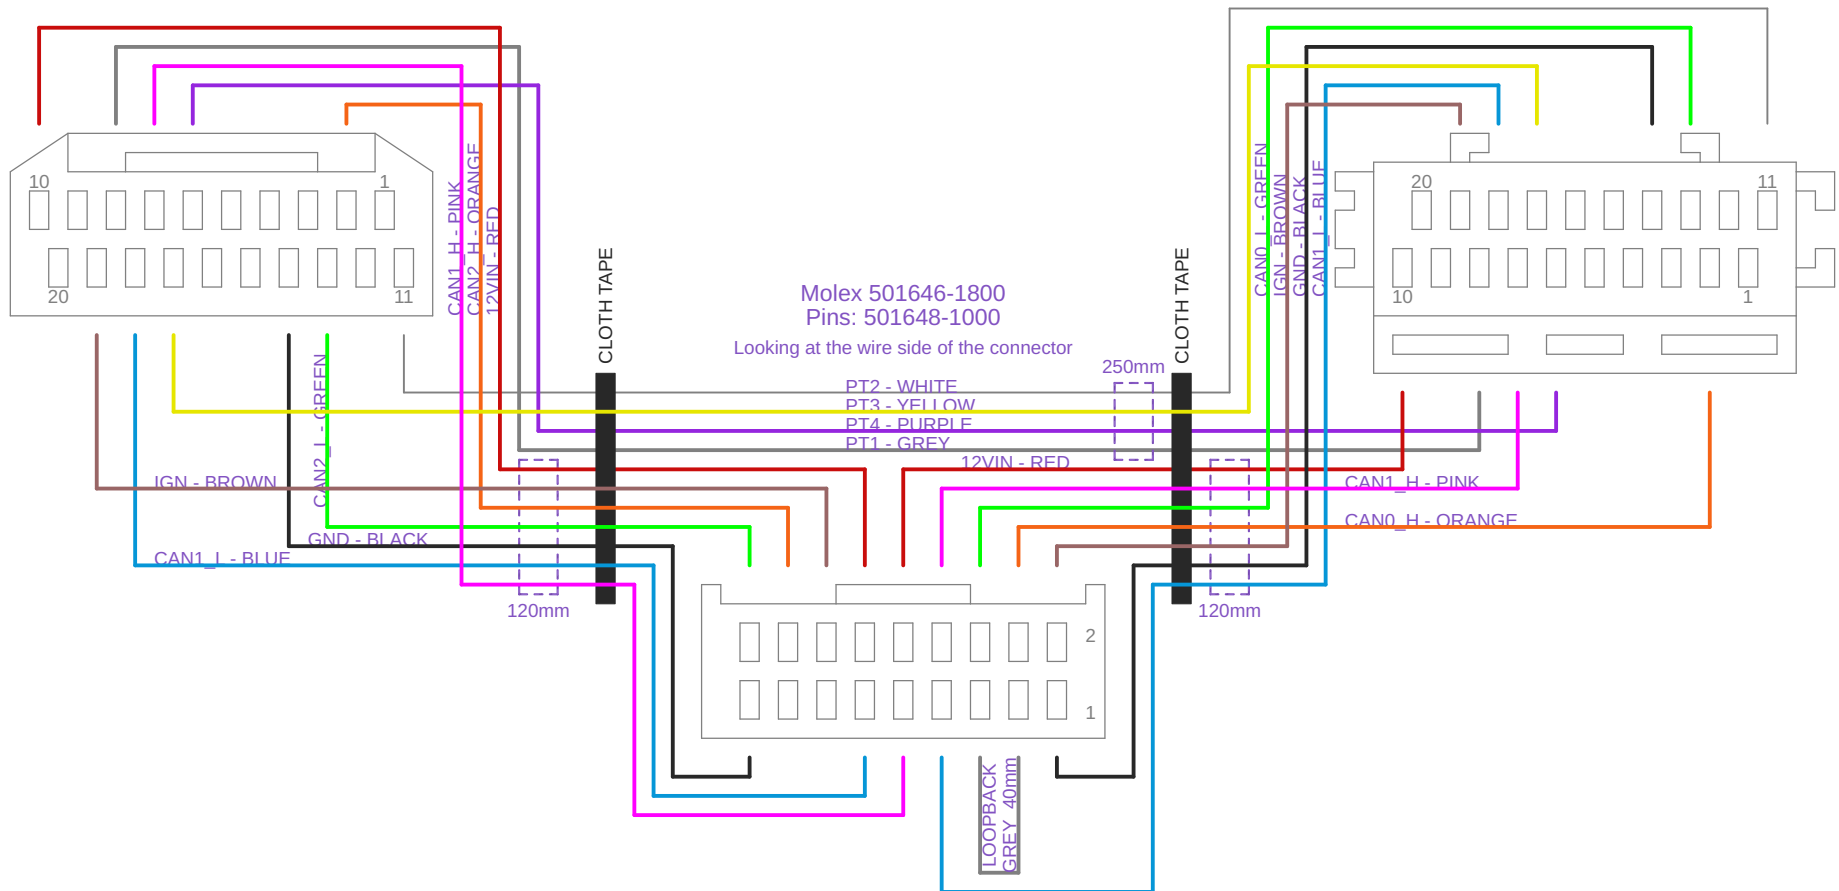 10
1
20
11
CAN1_H - PINK
CAN2_H - ORANGE
12VIN - RED
CLOTH TAPE
Molex 501646-1800
Pins: 501648-1000
Looking at the wire side of the connector
CLOTH TAPE
CAN0_L - GREEN
IGN - BROWN
GND - BLACK
CAN1_L - BLUE
20
11
10
1
250mm
PT2 - WHITE
PT3 - YELLOW
PT4 - PURPLE
PT1 - GREY
12VIN - RED
CAN2_L - GREEN
IGN - BROWN
GND - BLACK
CAN1_L - BLUE
CAN1_H - PINK
CAN0_H - ORANGE
120mm
120mm
2
1
LOOPBACK
GREY 40mm